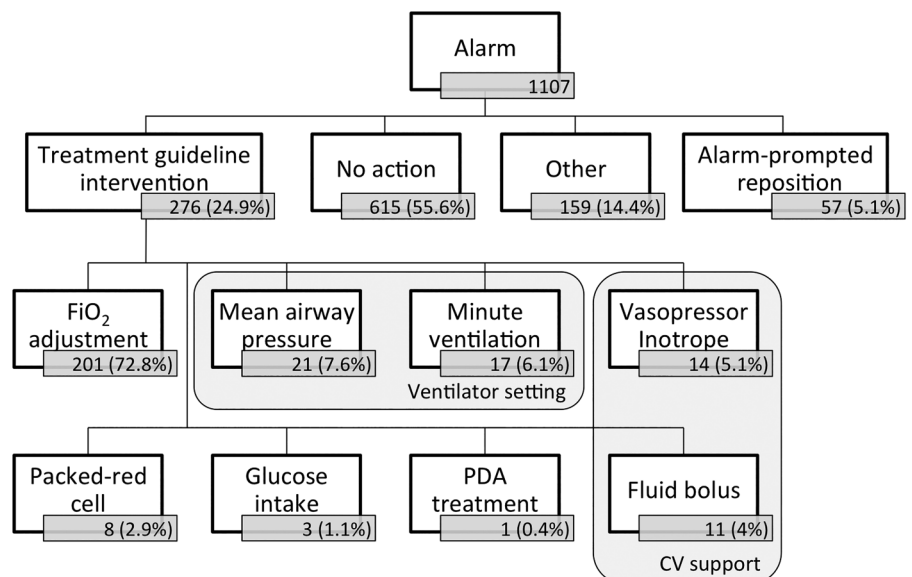 Alarm
1107
Treatment guideline
intervention
276 (24.9%)
No action
615 (55.6%)
Other
159 (14.4%)
Alarm-prompted
reposition
57 (5.1%)
FiO₂
adjustment
201 (72.8%)
Mean airway
pressure
21 (7.6%)
Minute
ventilation
17 (6.1%)
Ventilator setting
Vasopressor
Inotrope
14 (5.1%)
Packed-red
cell
8 (2.9%)
Glucose
intake
3 (1.1%)
PDA
treatment
1 (0.4%)
Fluid bolus
11 (4%)
CV support